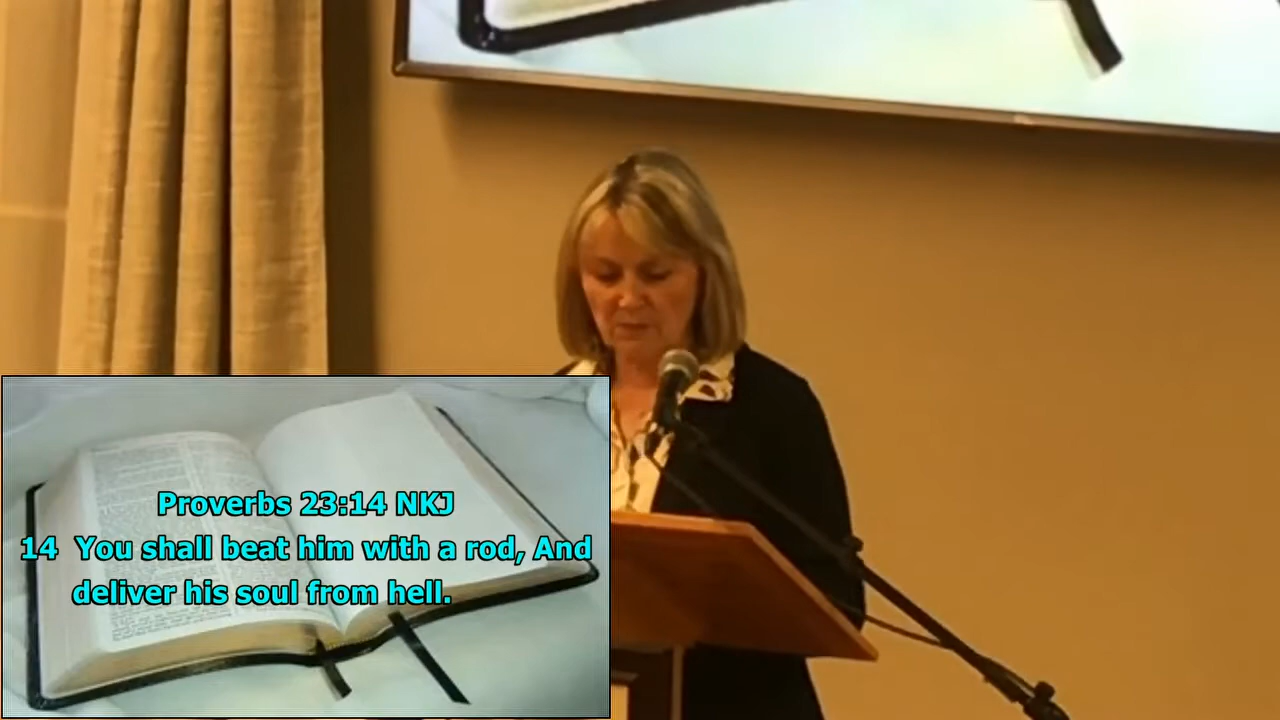 Proverbs 23:14 NKJ
14 You shall beat him with a rod, And
deliver his soul from hell.